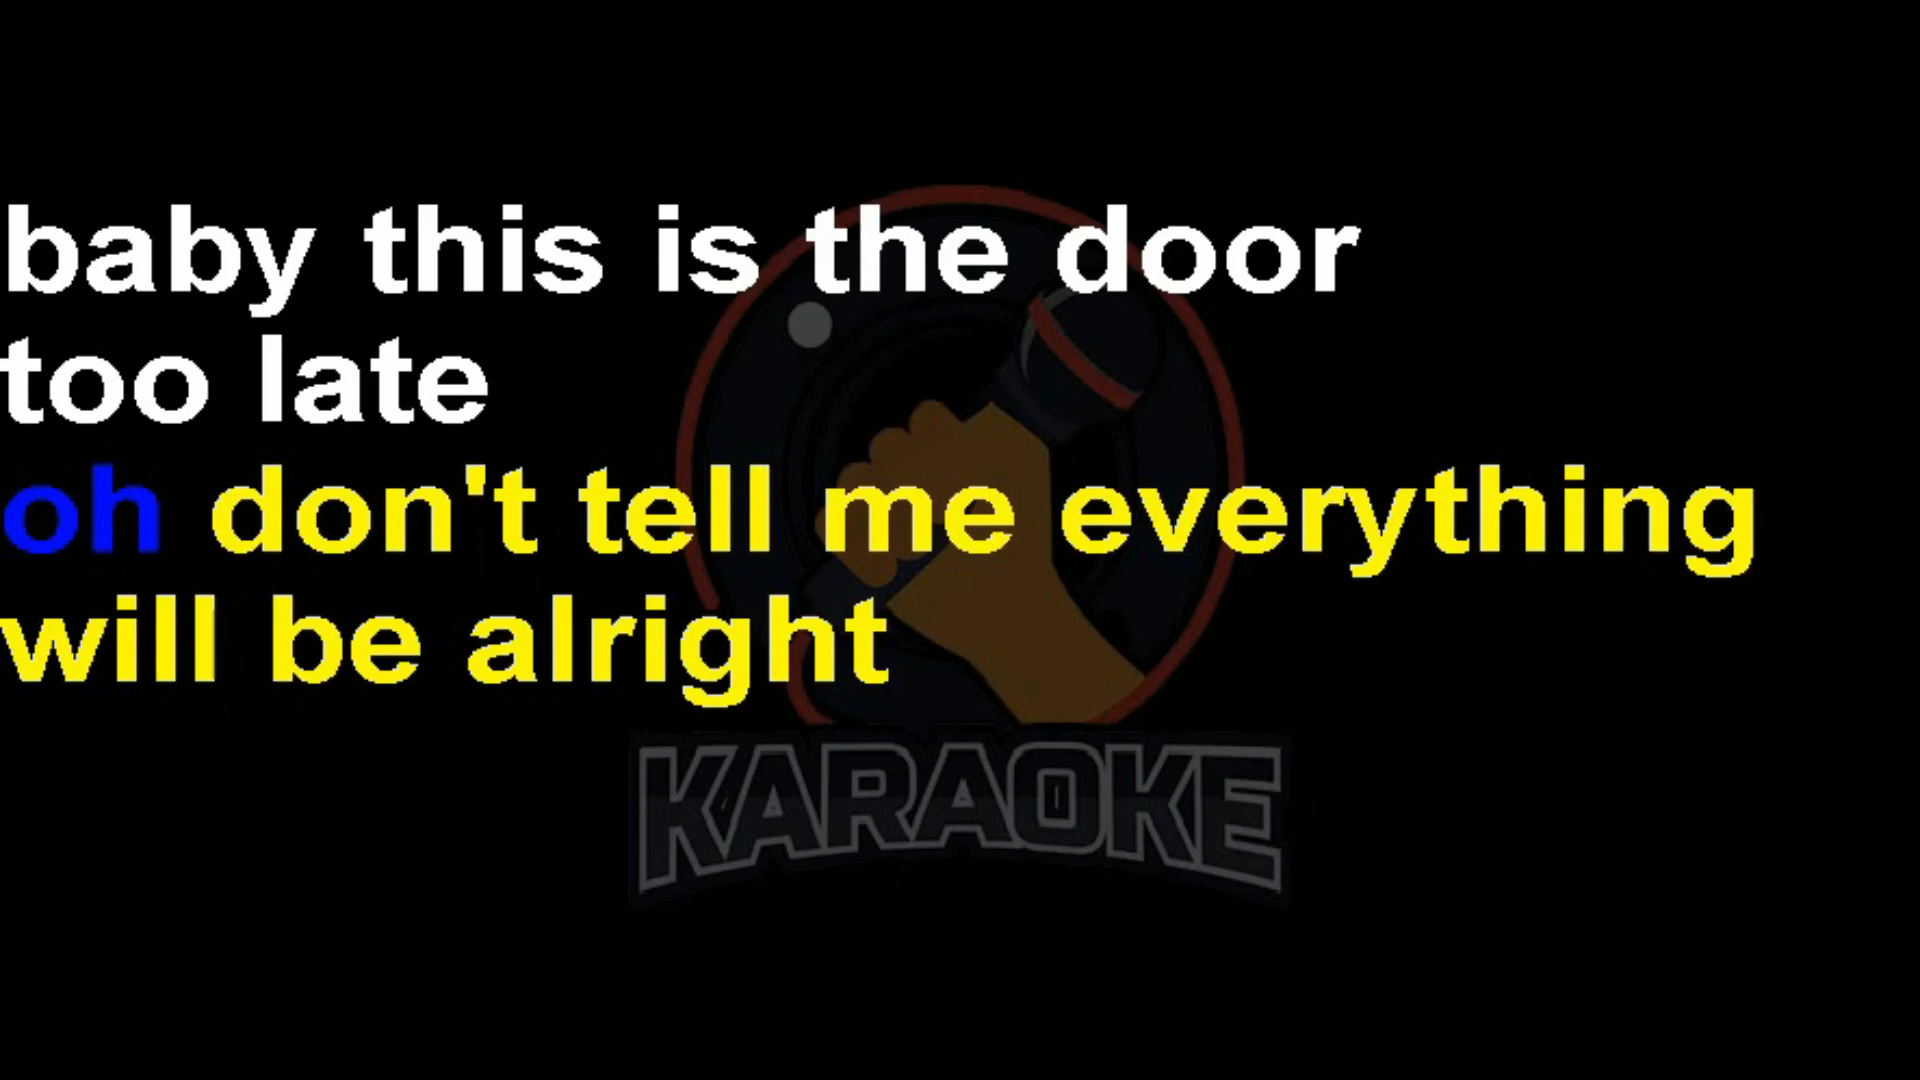 baby this is the door
too late
oh don't tell me everything
will be alright
KARAOKE